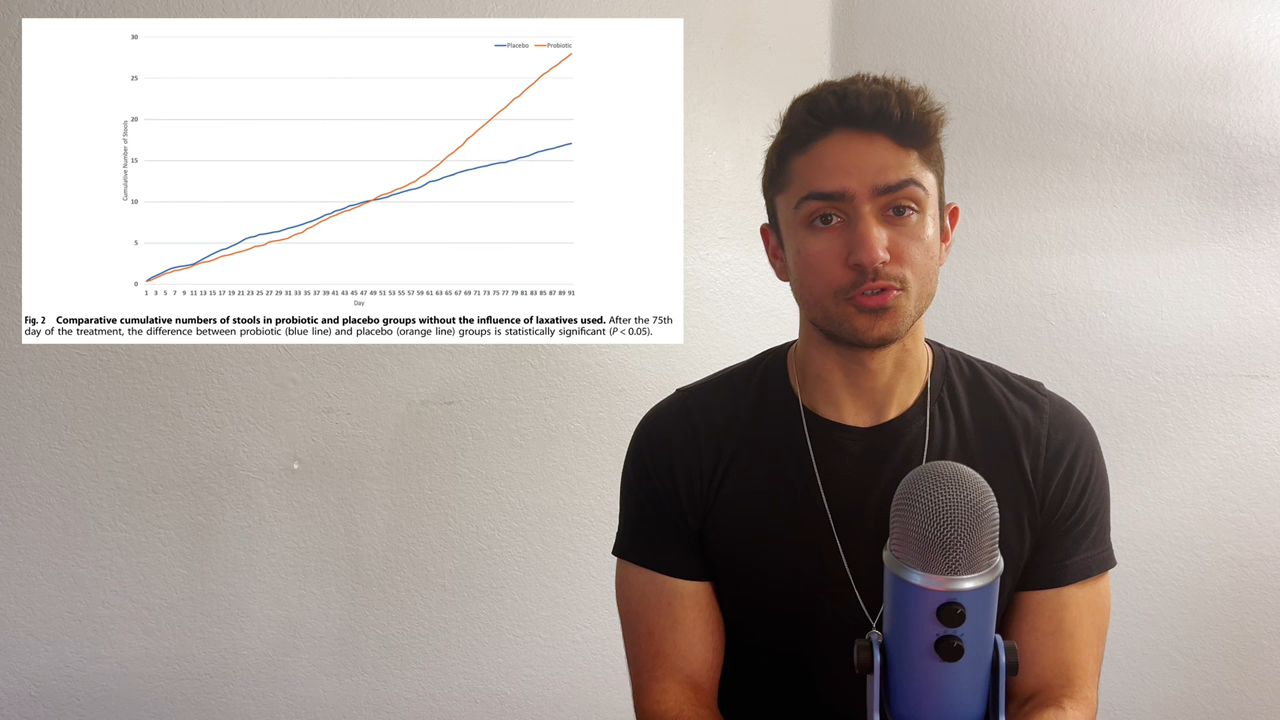 30
Placebo Probiotic
25
20
15
10
5
0
Cumulative Number of Stools
1 3 5 7 9 11 13 15 17 19 21 23 25 27 29 31 33 35 37 39 41 43 45 47 49 51 53 55 57 59 61 63 65 67 69 71 73 75 77 79 81 83 85 87 89 91
Day
Fig. 2 Comparative cumulative numbers of stools in probiotic and placebo groups without the influence of laxatives used. After the 75th
day of the treatment, the difference between probiotic (blue line) and placebo (orange line) groups is statistically significant (P < 0.05).